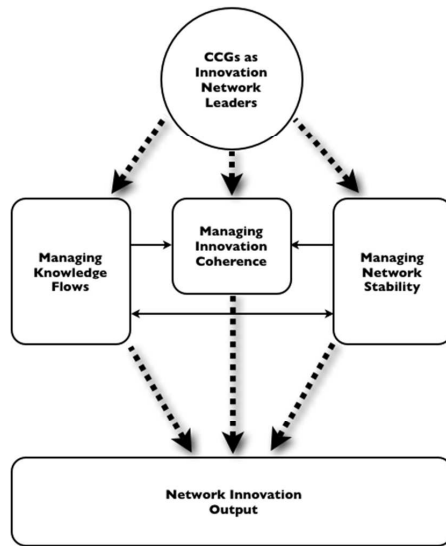 CCGs as
Innovation
Network
Leaders
Managing
Knowledge
Flows
Managing
Innovation
Coherence
Managing
Network
Stability
Network Innovation
Output